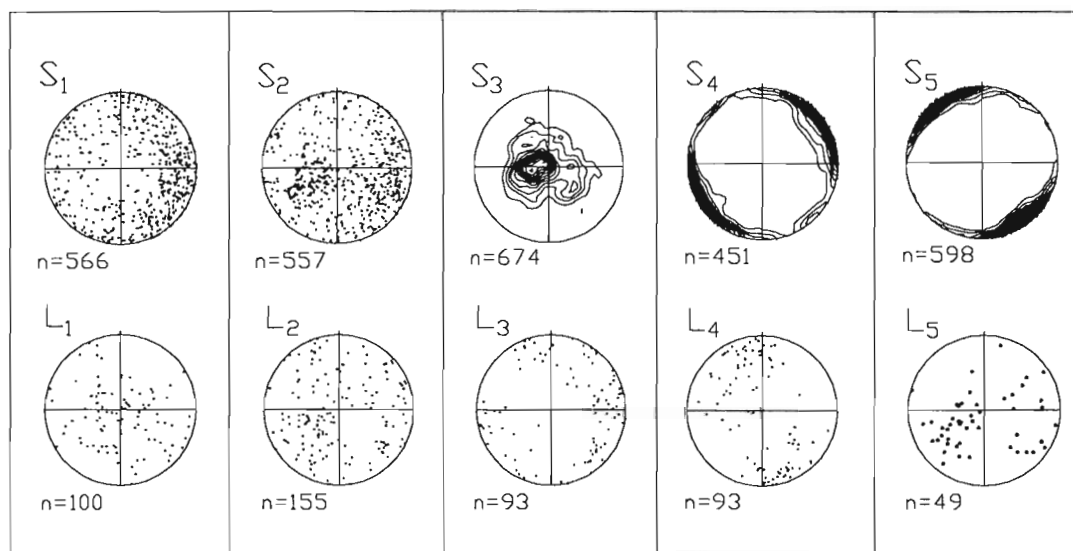 S1
S2
S3
S4
S5
n=566
n=557
n=674
n=451
n=598
L1
L2
L3
L4
L5
n=100
n=155
n=93
n=93
n=49